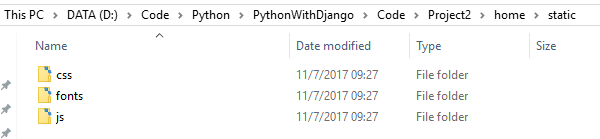 This PC > DATA (D:) > Code > Python > PythonWithDjango > Code > Project2 > home > static
Name Date modified Type Size
css 11/7/2017 09:27 File folder
fonts 11/7/2017 09:27 File folder
js 11/7/2017 09:27 File folder